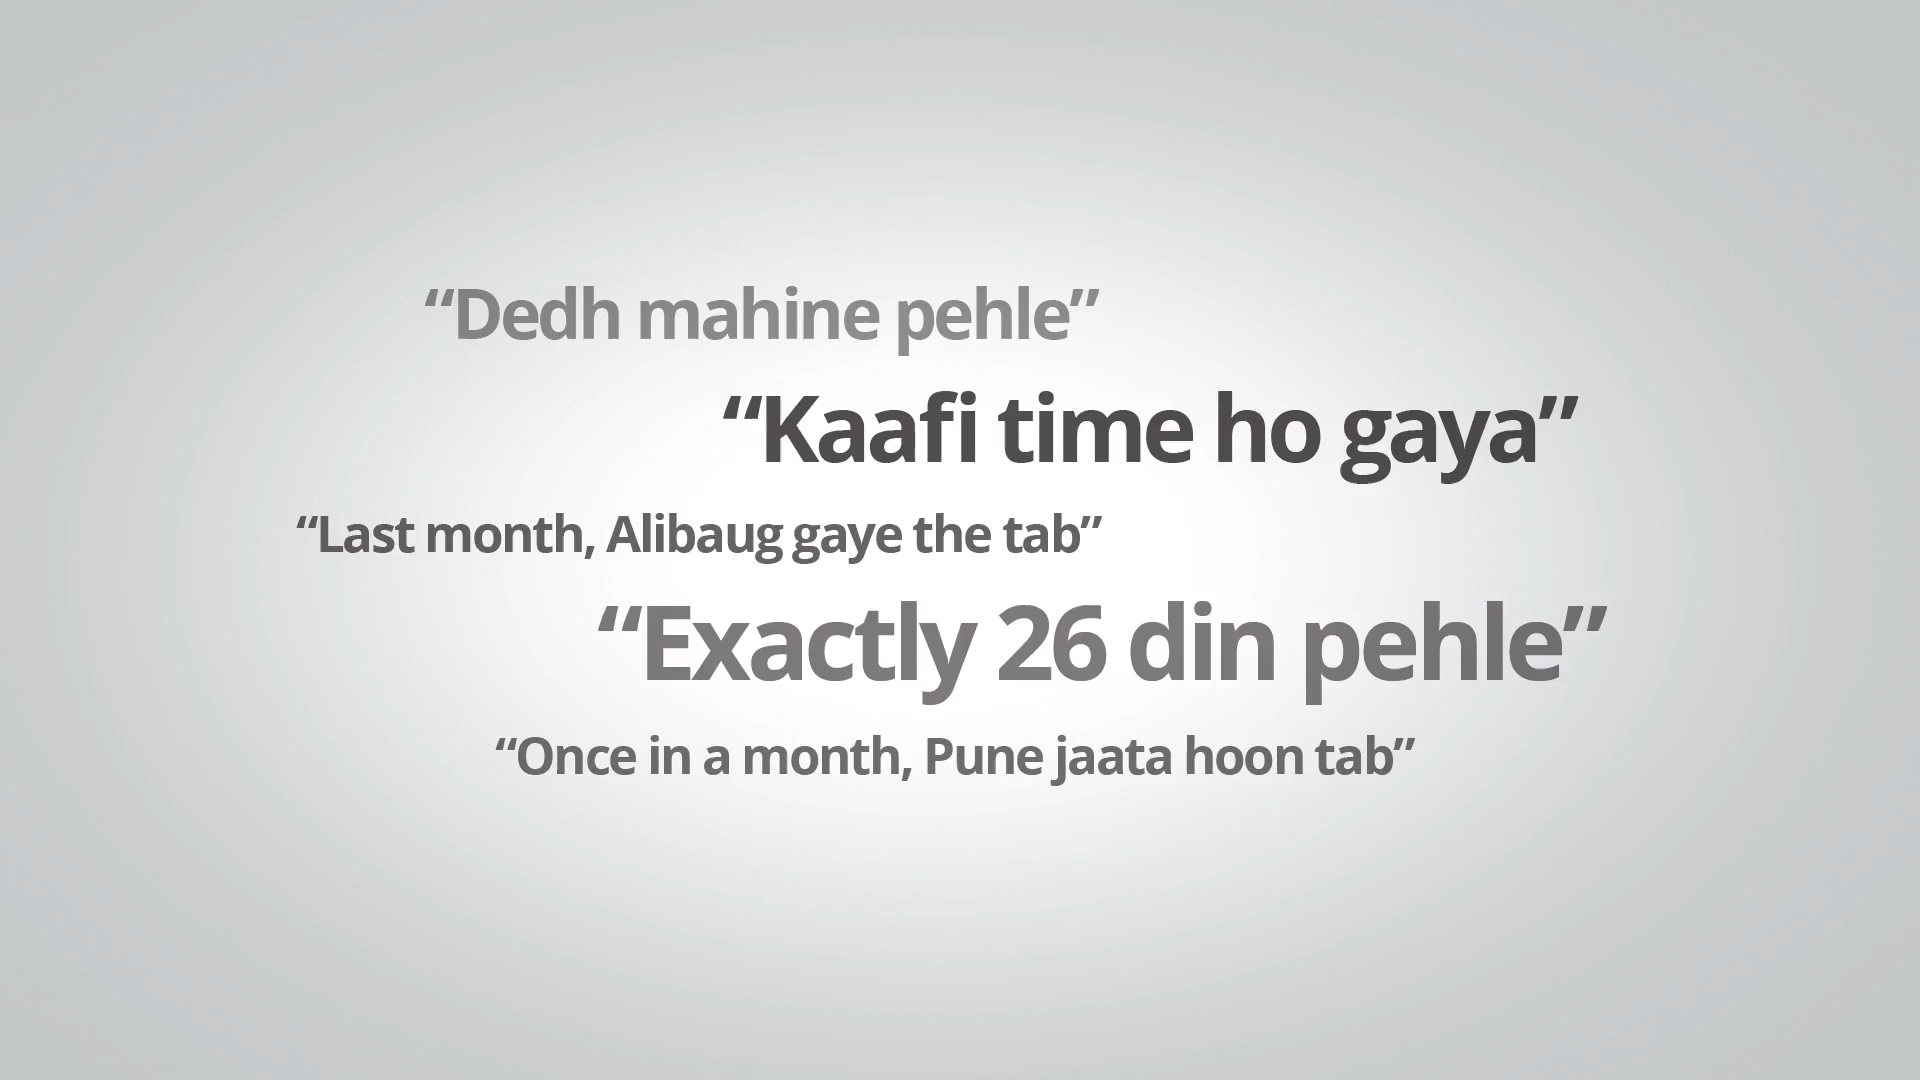 “Dedh mahine pehle”
“Kaafi time ho gaya”
“Last month, Alibaug gaye the tab”
“Exactly 26 din pehle”
“Once in a month, Pune jaata hoon tab”